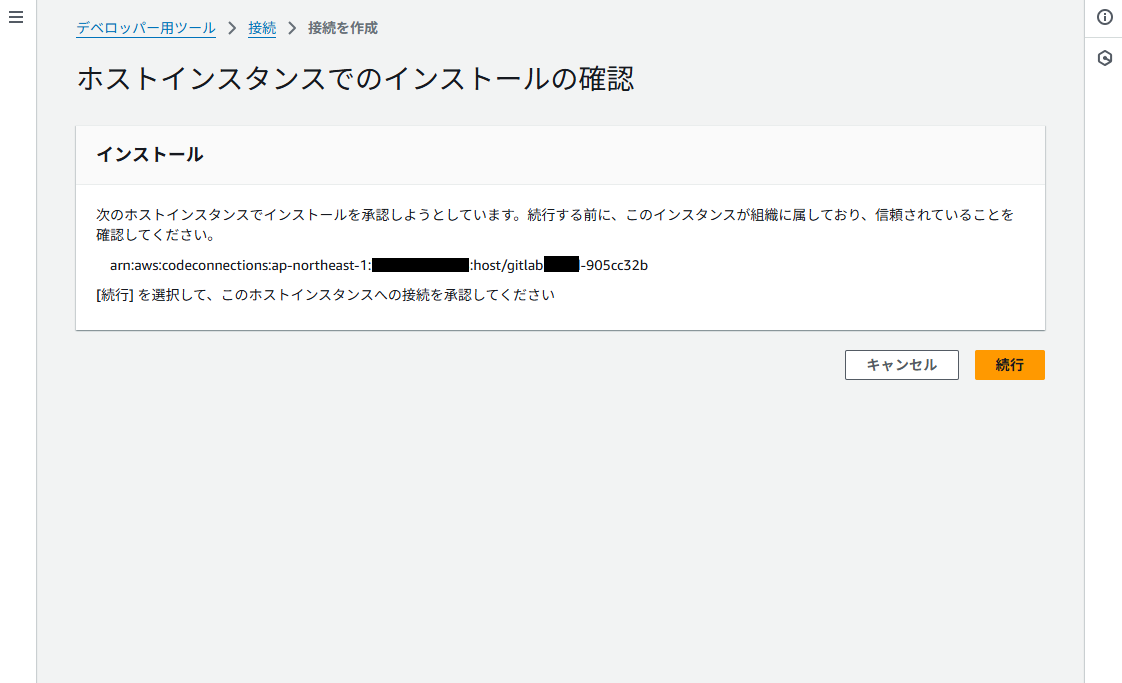 デベロッパー用ツール > 接続 > 接続を作成
ホストインスタンスでのインストールの確認
インストール
次のホストインスタンスでインストールを承認しようとしています。続行する前に、このインスタンスが組織に属しており、信頼されていることを
確認してください。
arn:aws:codeconnections:ap-northeast-1: :host/gitlab -905cc32b
[続行] を選択して、このホストインスタンスへの接続を承認してください
キャンセル 続行